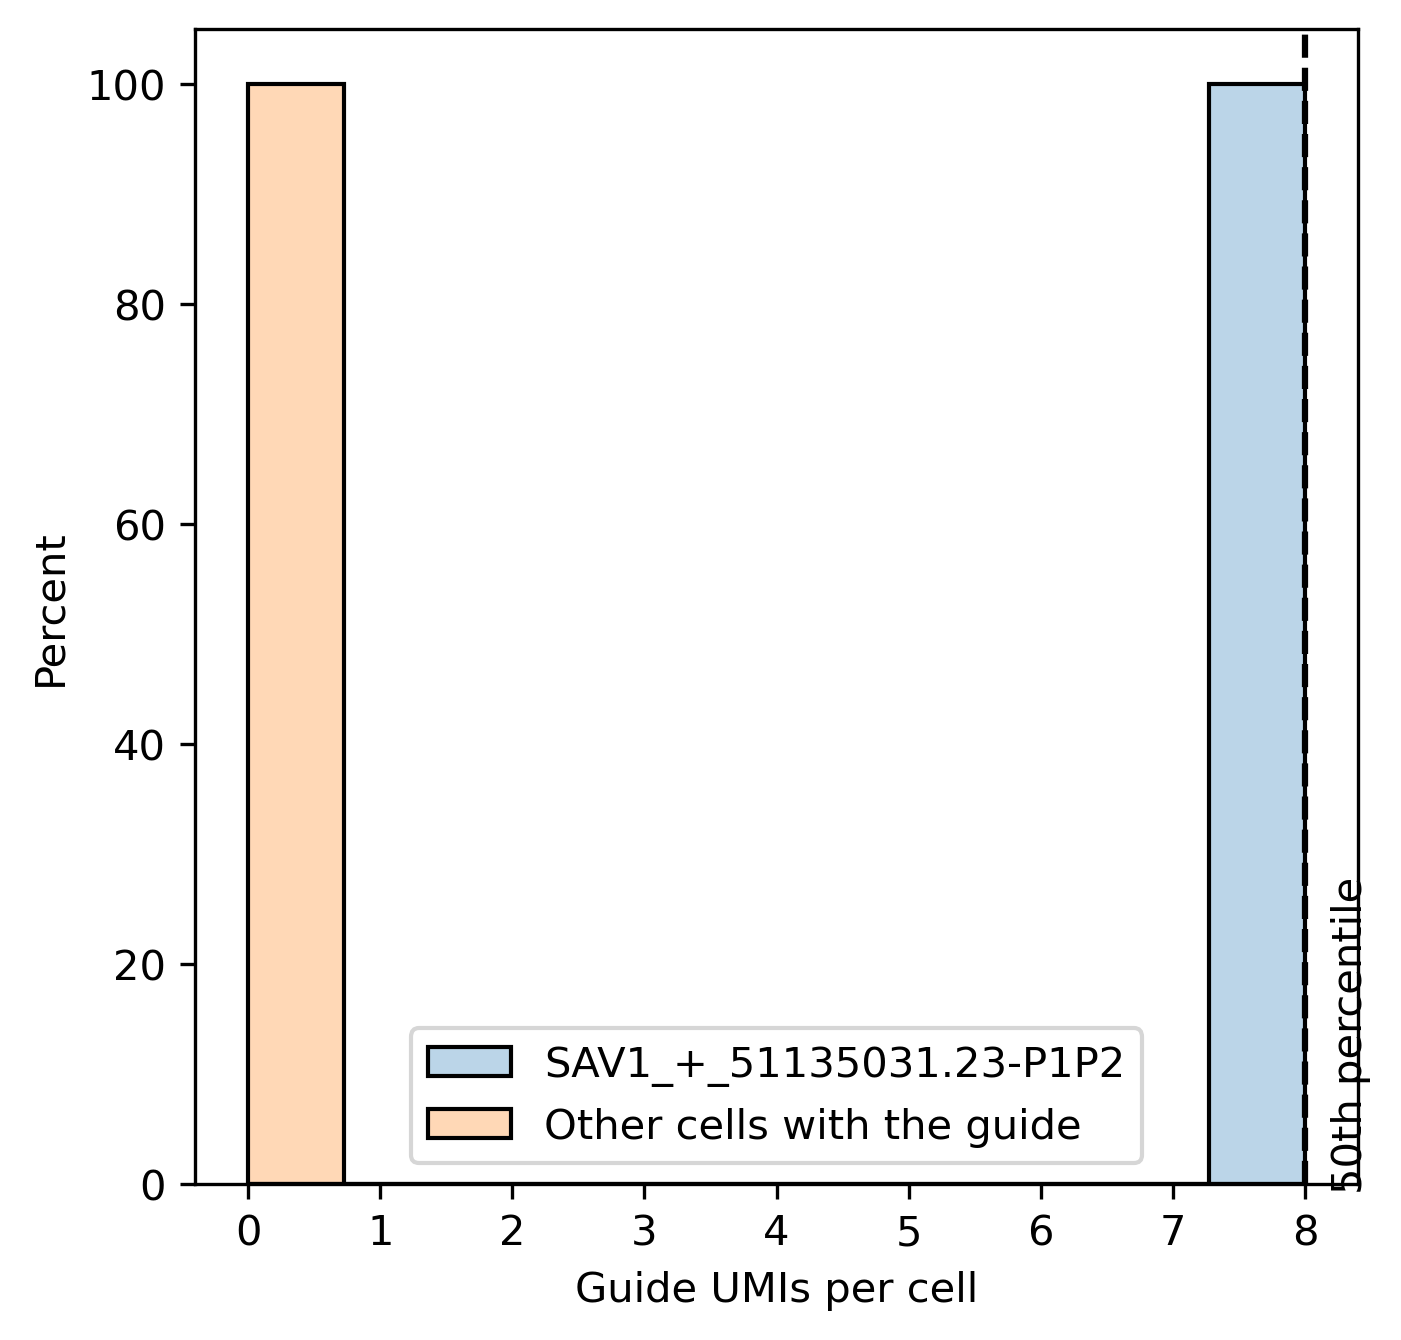 100
80
60
40
20
0
Percent
SAV1_+_51135031.23-P1P2
Other cells with the guide
50th percentile
0 1 2 3 4 5 6 7 8
Guide UMIs per cell